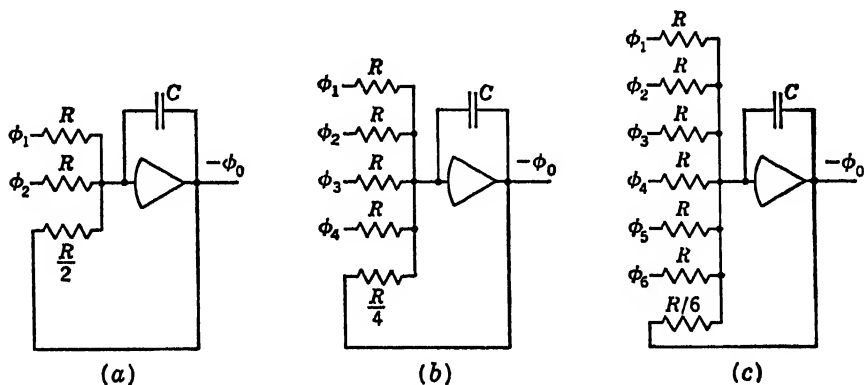 ϕ₁ R
ϕ₂ R
R/2
C
−ϕ₀
(a)
ϕ₁ R
ϕ₂ R
ϕ₃ R
ϕ₄ R
R/4
C
−ϕ₀
(b)
ϕ₁ R
ϕ₂ R
ϕ₃ R
ϕ₄ R
ϕ₅ R
ϕ₆ R
R/6
C
−ϕ₀
(c)